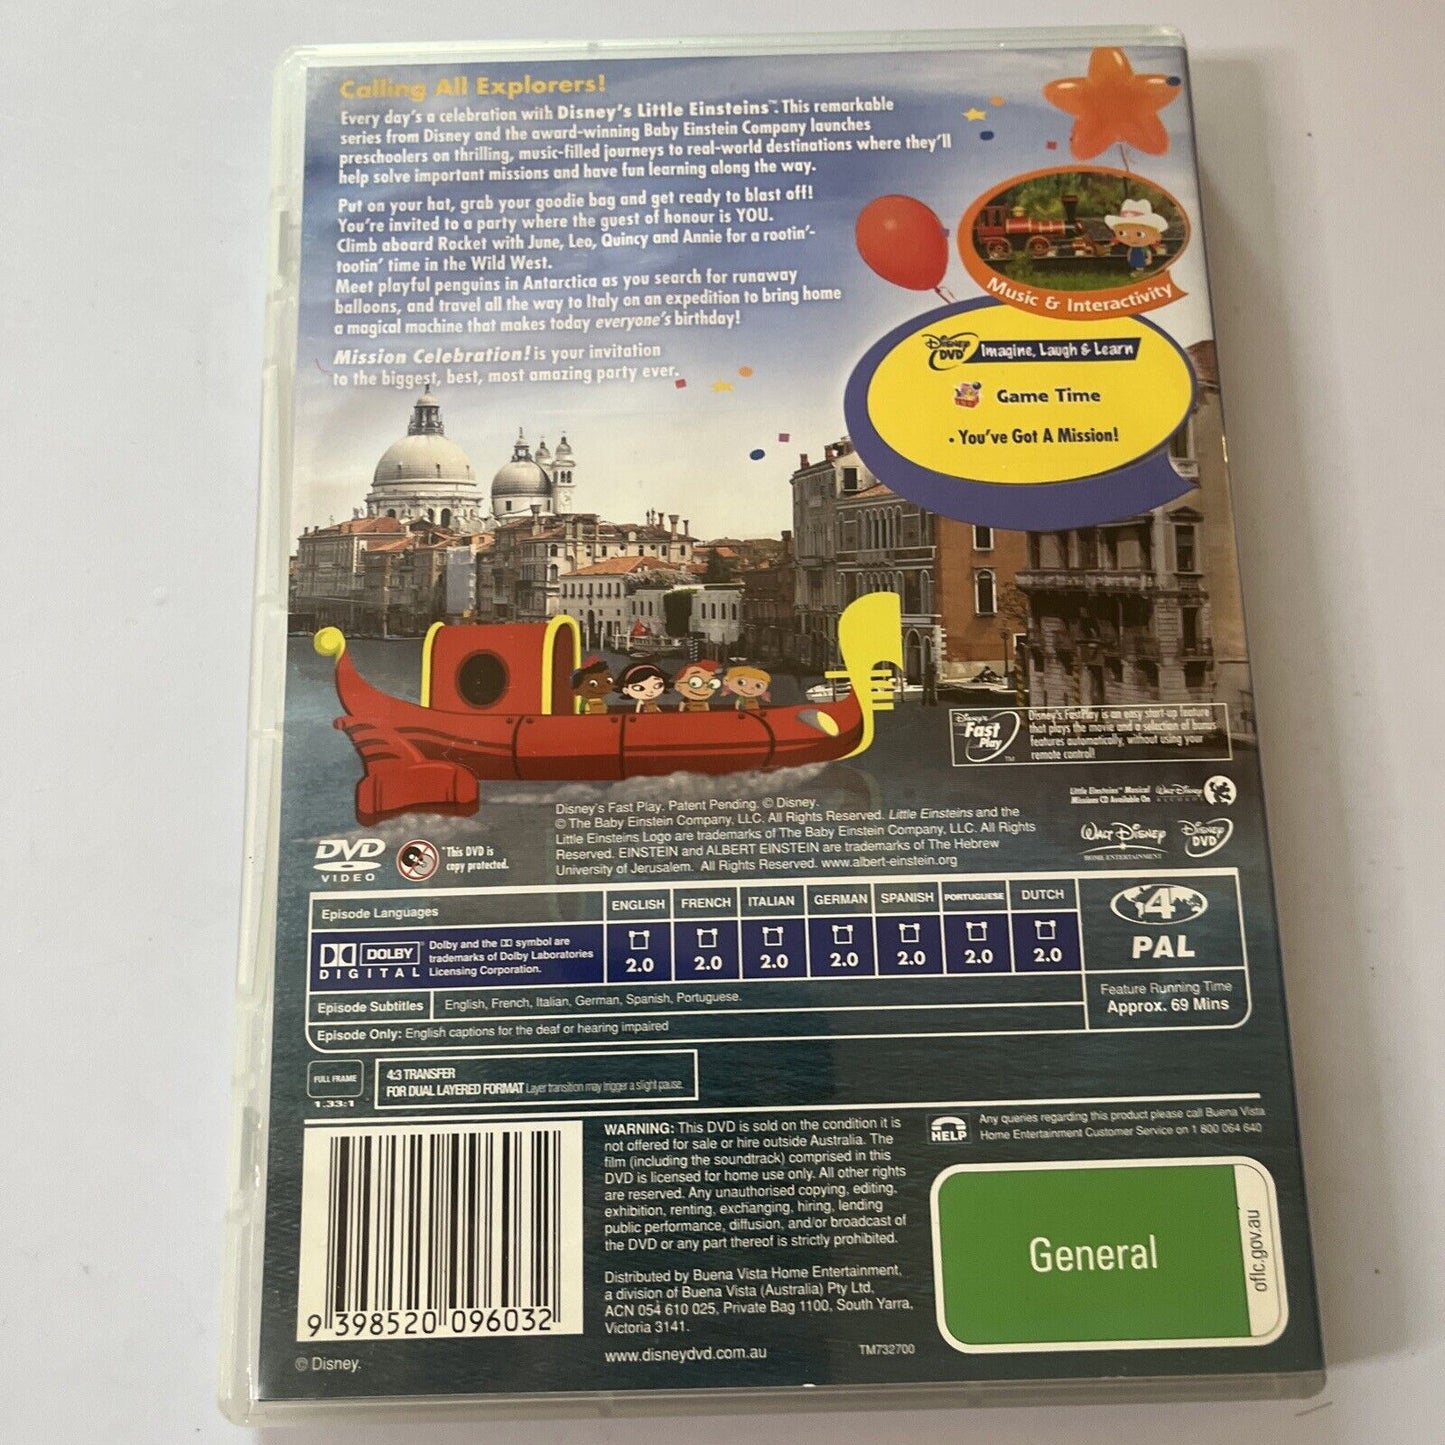 Calling All Explorers!
Every day's a celebration with Disney's Little Einsteins™. This remarkable
series from Disney and the award-winning Baby Einstein Company launches
preschoolers on thrilling, music-filled journeys to real-world destinations where they'll
help solve important missions and have fun learning along the way.
Put on your hat, grab your goodie bag and get ready to blast off!
You're invited to a party where the guest of honour is YOU.
Climb aboard Rocket with June, Leo, Quincy and Annie for a rootin'-
tootin' time in the Wild West.
Meet playful penguins in Antarctica as you search for runaway
balloons, and travel all the way to Italy on an expedition to bring home
a magical machine that makes today everyone's birthday!
Mission Celebration! is your invitation
to the biggest, best, most amazing party ever.
Music & Interactivity
Disney DVD Imagine, Laugh & Learn
Game Time
• You've Got A Mission!
Disney's Fast Play ™
Disney's FastPlay is an easy start-up feature
that plays the movie and a selection of bonus
features automatically, without using your
remote control!
Little Einsteins™ Musical
Missions CD Available On
Walt Disney
RECORDS
Walt Disney
HOME ENTERTAINMENT
Disney DVD
DVD
VIDEO
*This DVD is
copy protected.
Disney's Fast Play. Patent Pending. © Disney.
© The Baby Einstein Company, LLC. All Rights Reserved. Little Einsteins and the
Little Einsteins Logo are trademarks of The Baby Einstein Company, LLC. All Rights
Reserved. EINSTEIN and ALBERT EINSTEIN are trademarks of The Hebrew
University of Jerusalem. All Rights Reserved. www.albert-einstein.org
Episode Languages
ENGLISH FRENCH ITALIAN GERMAN SPANISH PORTUGUESE DUTCH
DOLBY
DIGITAL
Dolby and the DD symbol are
trademarks of Dolby Laboratories
Licensing Corporation.
2.0 2.0 2.0 2.0 2.0 2.0 2.0
Episode Subtitles English, French, Italian, German, Spanish, Portuguese.
Episode Only: English captions for the deaf or hearing impaired
4
PAL
Feature Running Time
Approx. 69 Mins
FULL FRAME
1.33:1
4:3 TRANSFER
FOR DUAL LAYERED FORMAT Layer transition may trigger a slight pause.
WARNING: This DVD is sold on the condition it is
not offered for sale or hire outside Australia. The
film (including the soundtrack) comprised in this
DVD is licensed for home use only. All other rights
are reserved. Any unauthorised copying, editing,
exhibition, renting, exchanging, hiring, lending
public performance, diffusion, and/or broadcast of
the DVD or any part thereof is strictly prohibited.
Distributed by Buena Vista Home Entertainment,
a division of Buena Vista (Australia) Pty Ltd,
ACN 054 610 025, Private Bag 1100, South Yarra,
Victoria 3141.
www.disneydvd.com.au
TM732700
HELP
Any queries regarding this product please call Buena Vista
Home Entertainment Customer Service on 1 800 064 640
General
oflc.gov.au
9 398520 096032
© Disney.